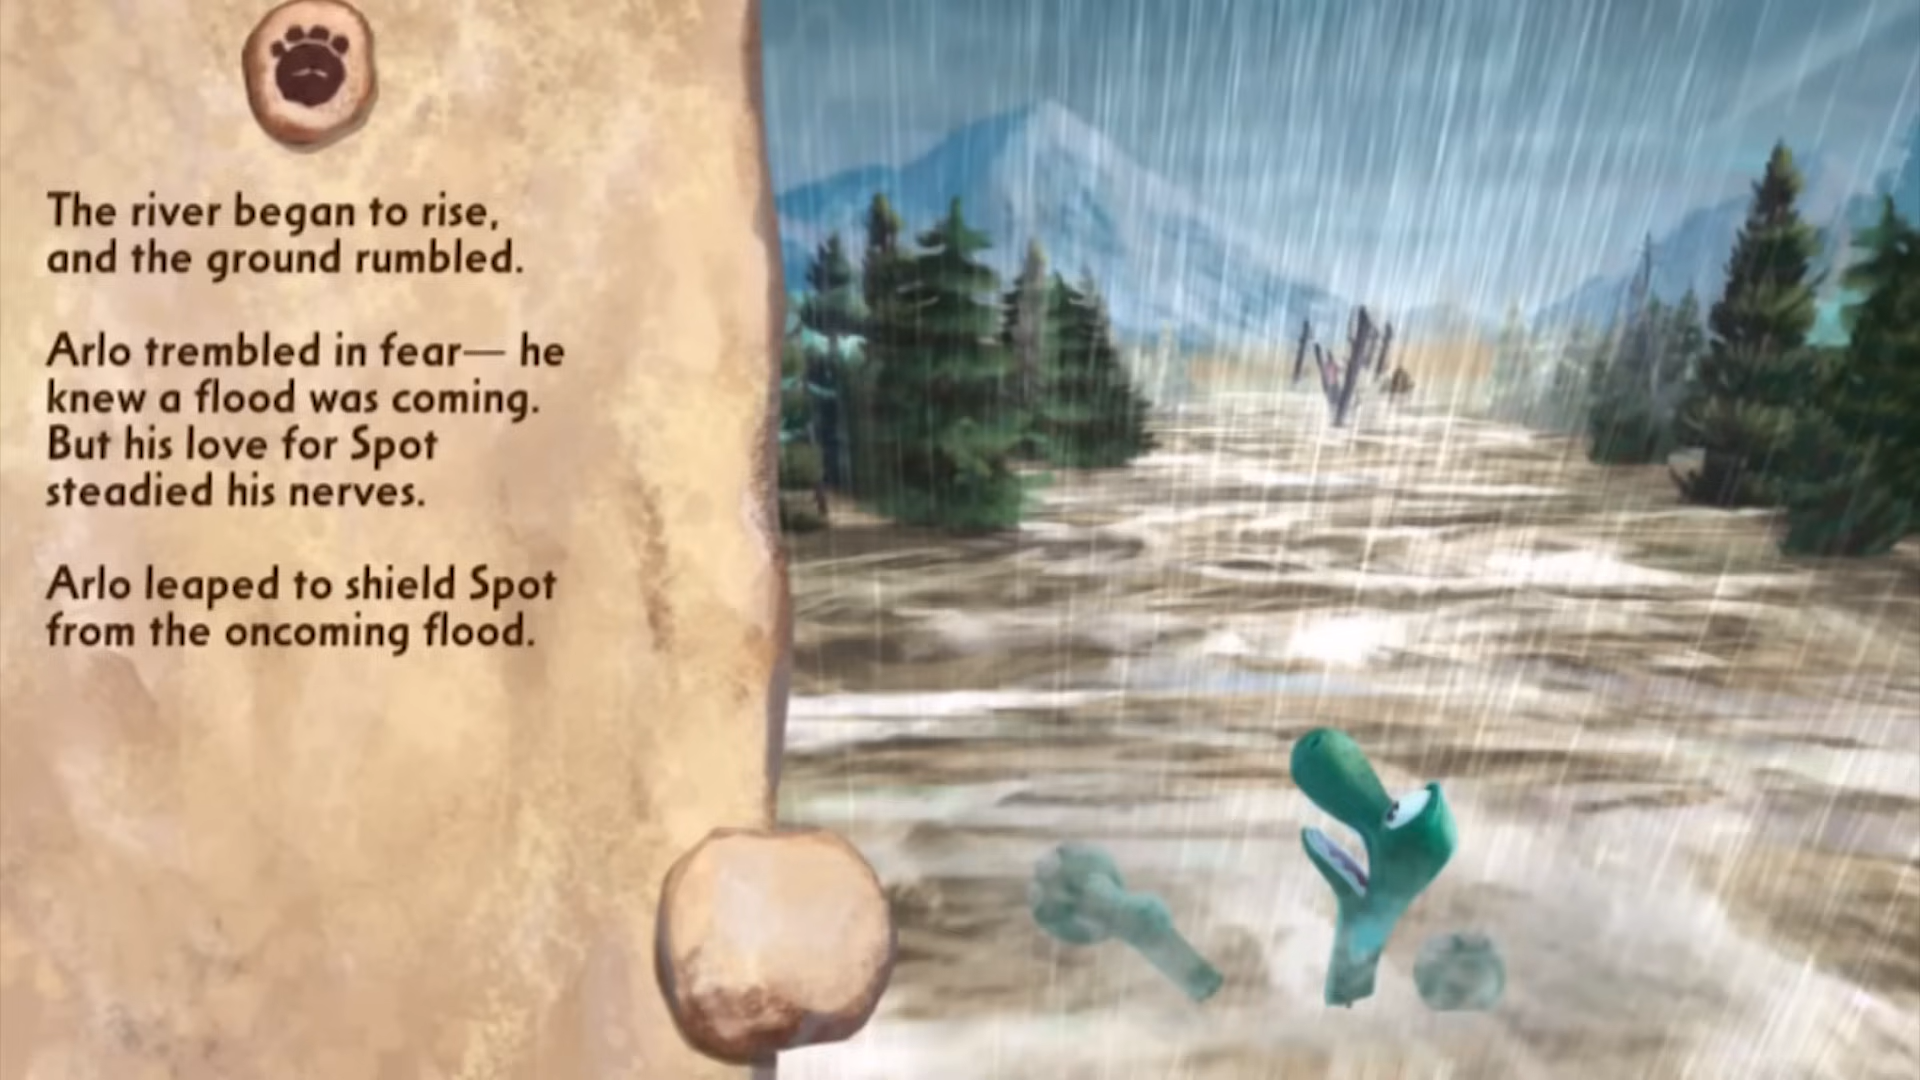 The river began to rise,
and the ground rumbled.
Arlo trembled in fear— he
knew a flood was coming.
But his love for Spot
steadied his nerves.
Arlo leaped to shield Spot
from the oncoming flood.